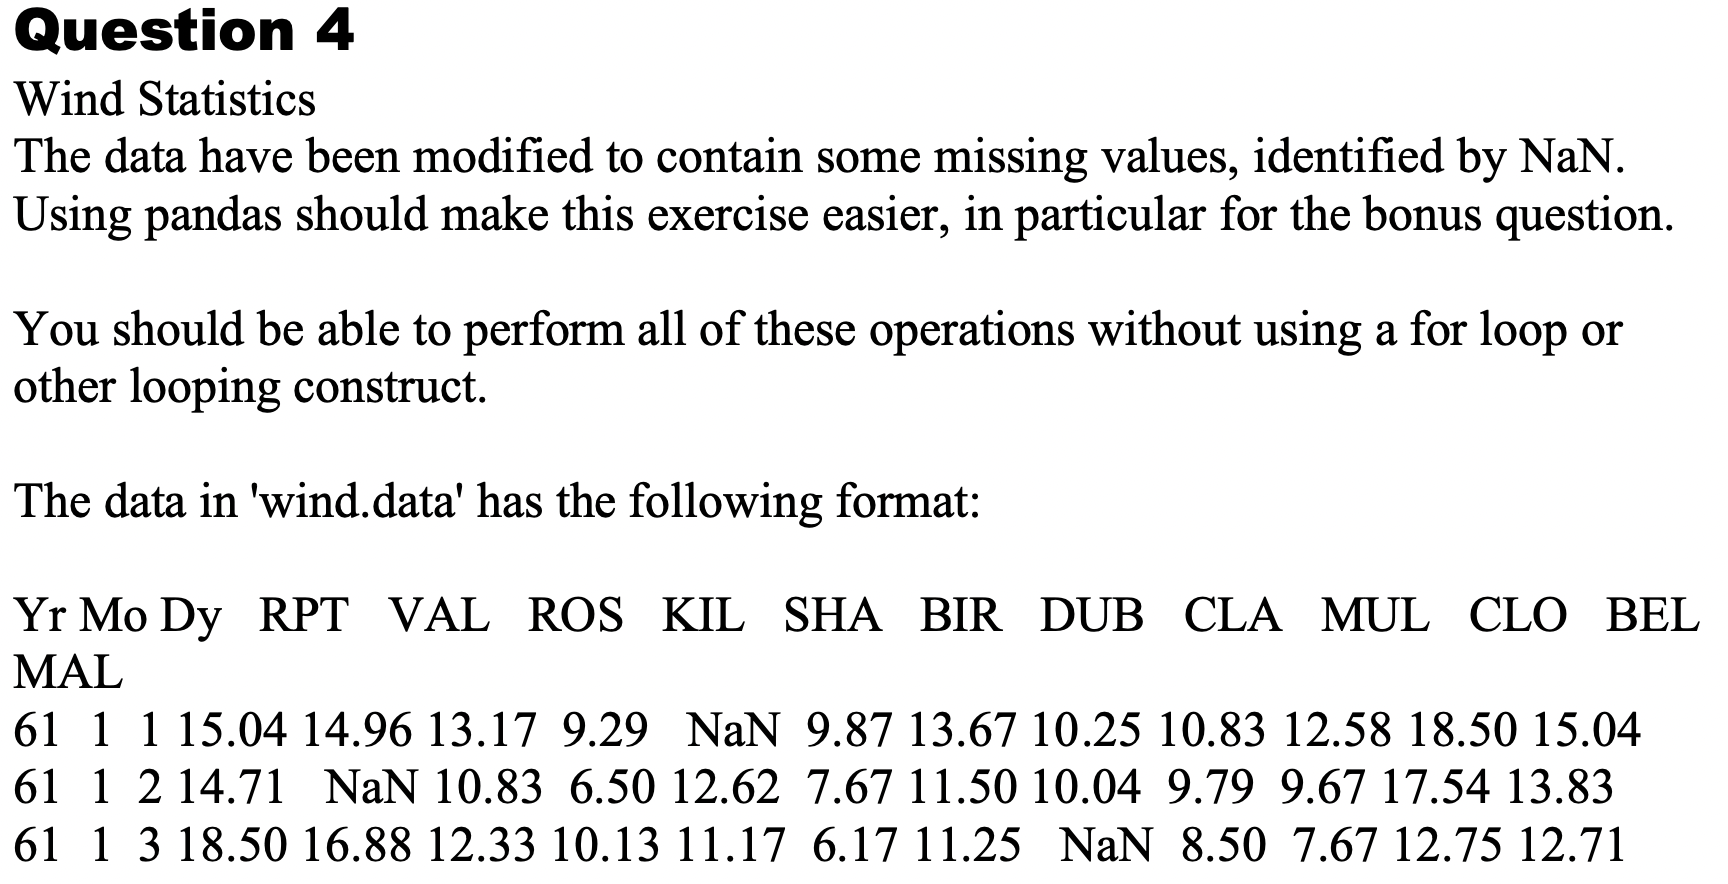 Question 4
Wind Statistics
The data have been modified to contain some missing values, identified by NaN.
Using pandas should make this exercise easier, in particular for the bonus question.
You should be able to perform all of these operations without using a for loop or
other looping construct.
The data in 'wind.data' has the following format:
Yr Mo Dy   RPT   VAL   ROS   KIL   SHA   BIR   DUB   CLA   MUL   CLO   BEL
MAL
61  1  1 15.04 14.96 13.17  9.29   NaN  9.87 13.67 10.25 10.83 12.58 18.50 15.04
61  1  2 14.71   NaN 10.83  6.50 12.62  7.67 11.50 10.04  9.79  9.67 17.54 13.83
61  1  3 18.50 16.88 12.33 10.13 11.17  6.17 11.25   NaN  8.50  7.67 12.75 12.71